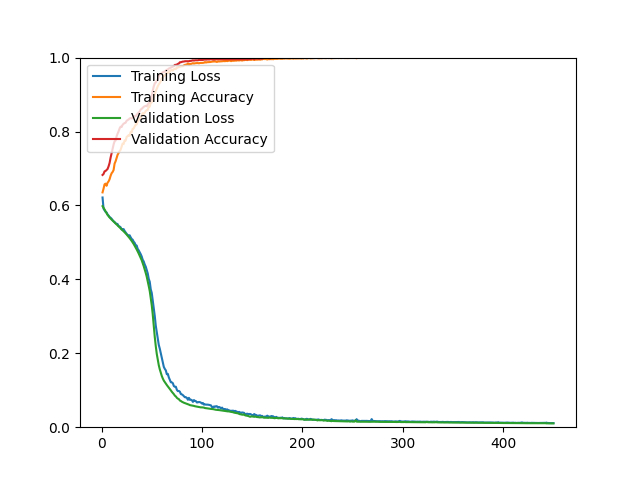 1.0
0.8
0.6
0.4
0.2
0.0
Training Loss
Training Accuracy
Validation Loss
Validation Accuracy
0 100 200 300 400